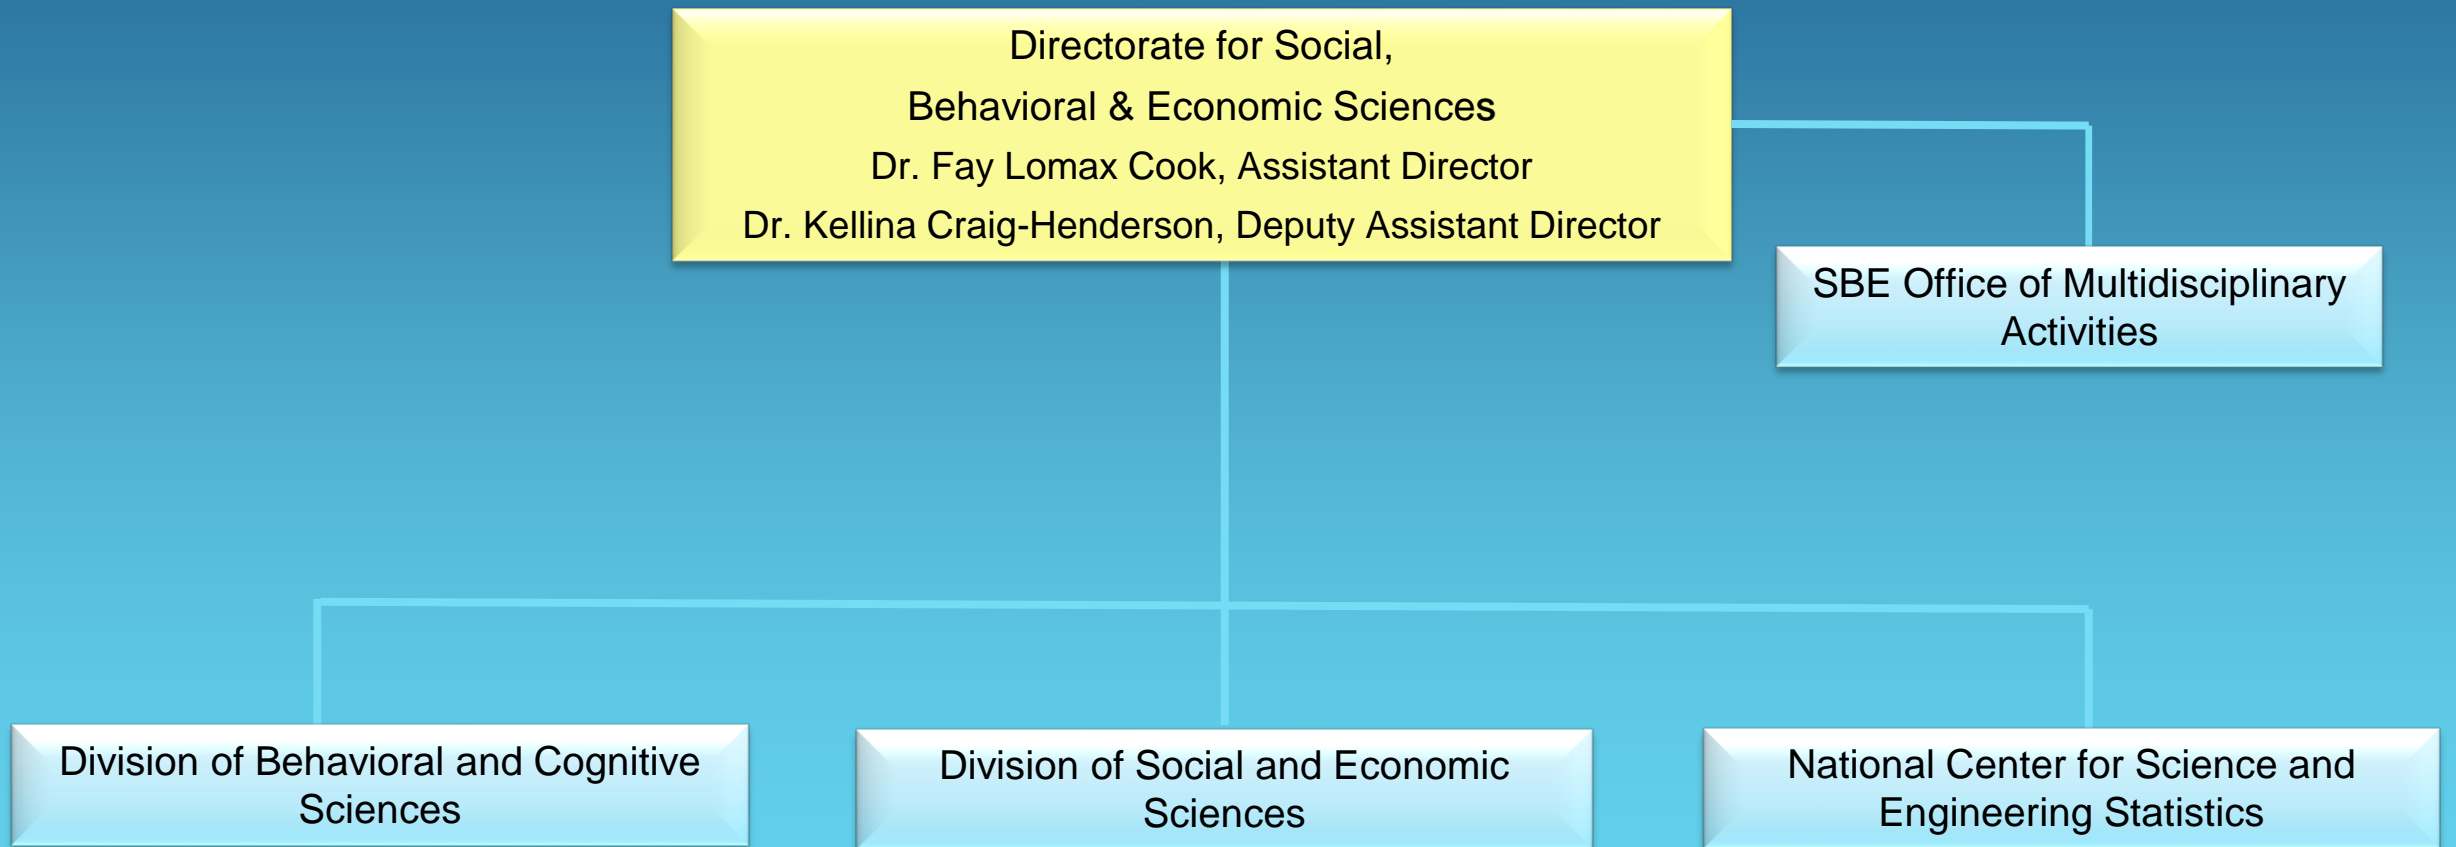 Directorate for Social,
Behavioral & Economic Sciences
Dr. Fay Lomax Cook, Assistant Director
Dr. Kellina Craig-Henderson, Deputy Assistant Director
SBE Office of Multidisciplinary
Activities
Division of Behavioral and Cognitive
Sciences
Division of Social and Economic
Sciences
National Center for Science and
Engineering Statistics